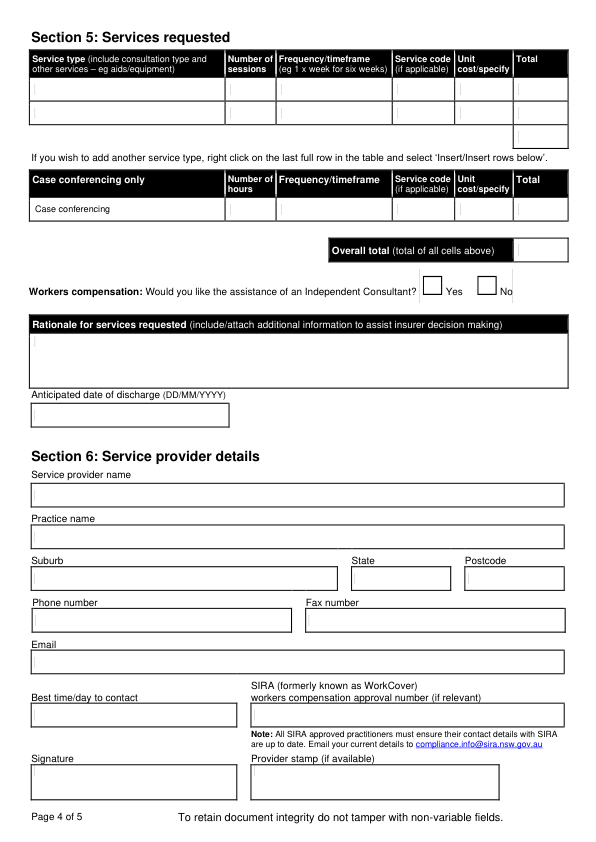 Section 5: Services requested
Service type (include consultation type and other services – eg aids/equipment)
Number of sessions
Frequency/timeframe (eg 1 x week for six weeks)
Service code (if applicable)
Unit cost/specify
Total
If you wish to add another service type, right click on the last full row in the table and select ‘Insert/Insert rows below’.
Case conferencing only
Number of hours
Frequency/timeframe
Service code (if applicable)
Unit cost/specify
Total
Case conferencing
Overall total (total of all cells above)
Workers compensation: Would you like the assistance of an Independent Consultant? Yes No
Rationale for services requested (include/attach additional information to assist insurer decision making)
Anticipated date of discharge (DD/MM/YYYY)
Section 6: Service provider details
Service provider name
Practice name
Suburb State Postcode
Phone number Fax number
Email
Best time/day to contact
SIRA (formerly known as WorkCover)
workers compensation approval number (if relevant)
Note: All SIRA approved practitioners must ensure their contact details with SIRA
are up to date. Email your current details to compliance.info@sira.nsw.gov.au
Signature Provider stamp (if available)
Page 4 of 5 To retain document integrity do not tamper with non-variable fields.